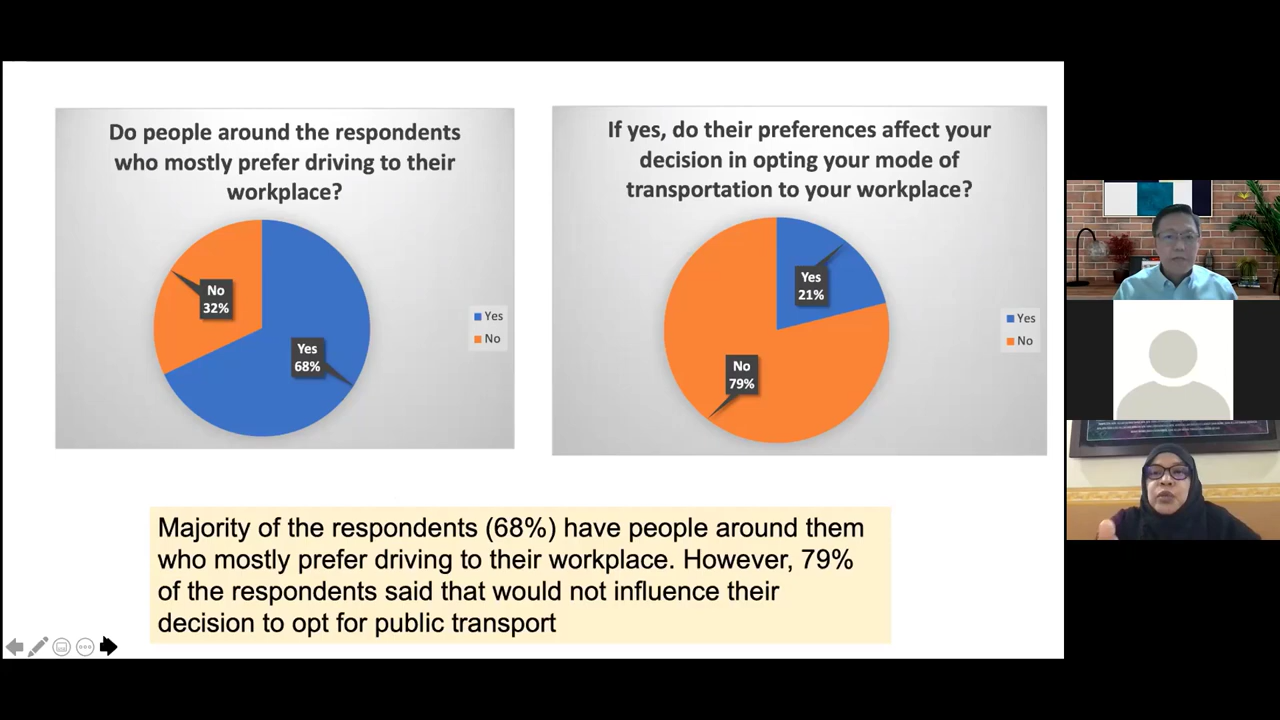 Do people around the respondents
who mostly prefer driving to their
workplace?
No
32%
Yes
68%
Yes
No
If yes, do their preferences affect your
decision in opting your mode of
transportation to your workplace?
Yes
21%
No
79%
Yes
No
Majority of the respondents (68%) have people around them
who mostly prefer driving to their workplace. However, 79%
of the respondents said that would not influence their
decision to opt for public transport